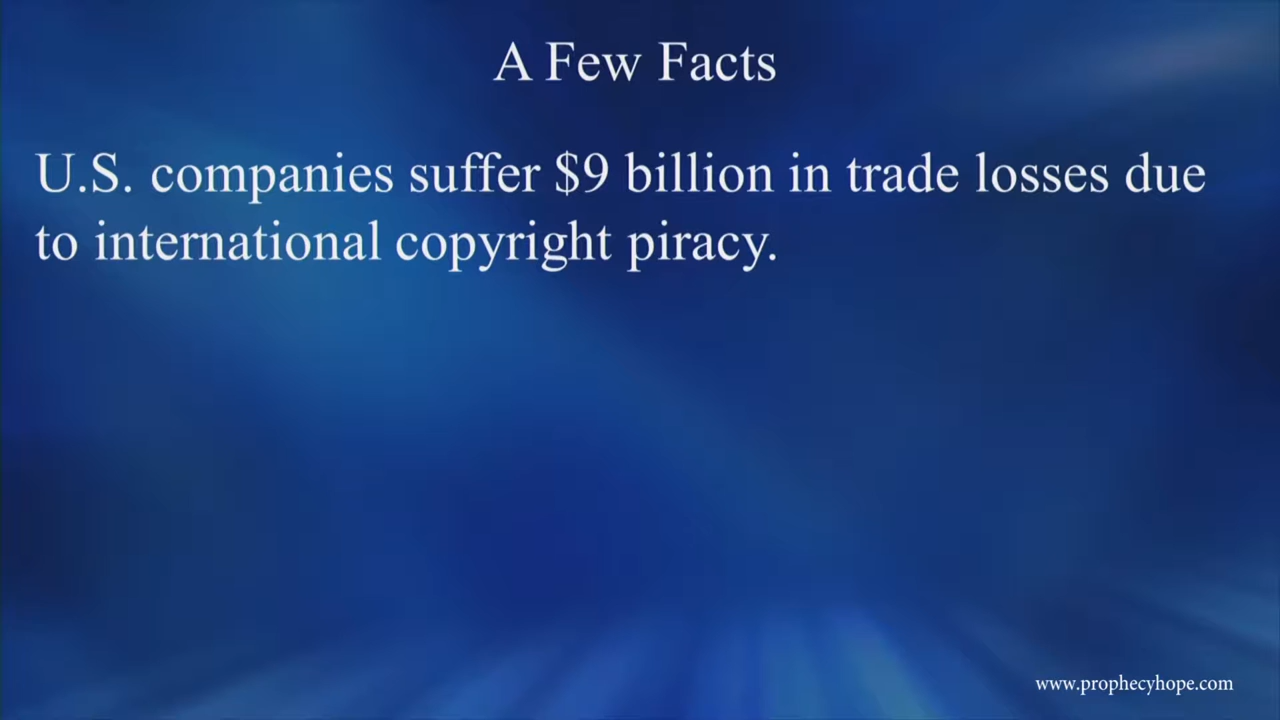 A Few Facts
U.S. companies suffer $9 billion in trade losses due
to international copyright piracy.
www.prophecyhope.com